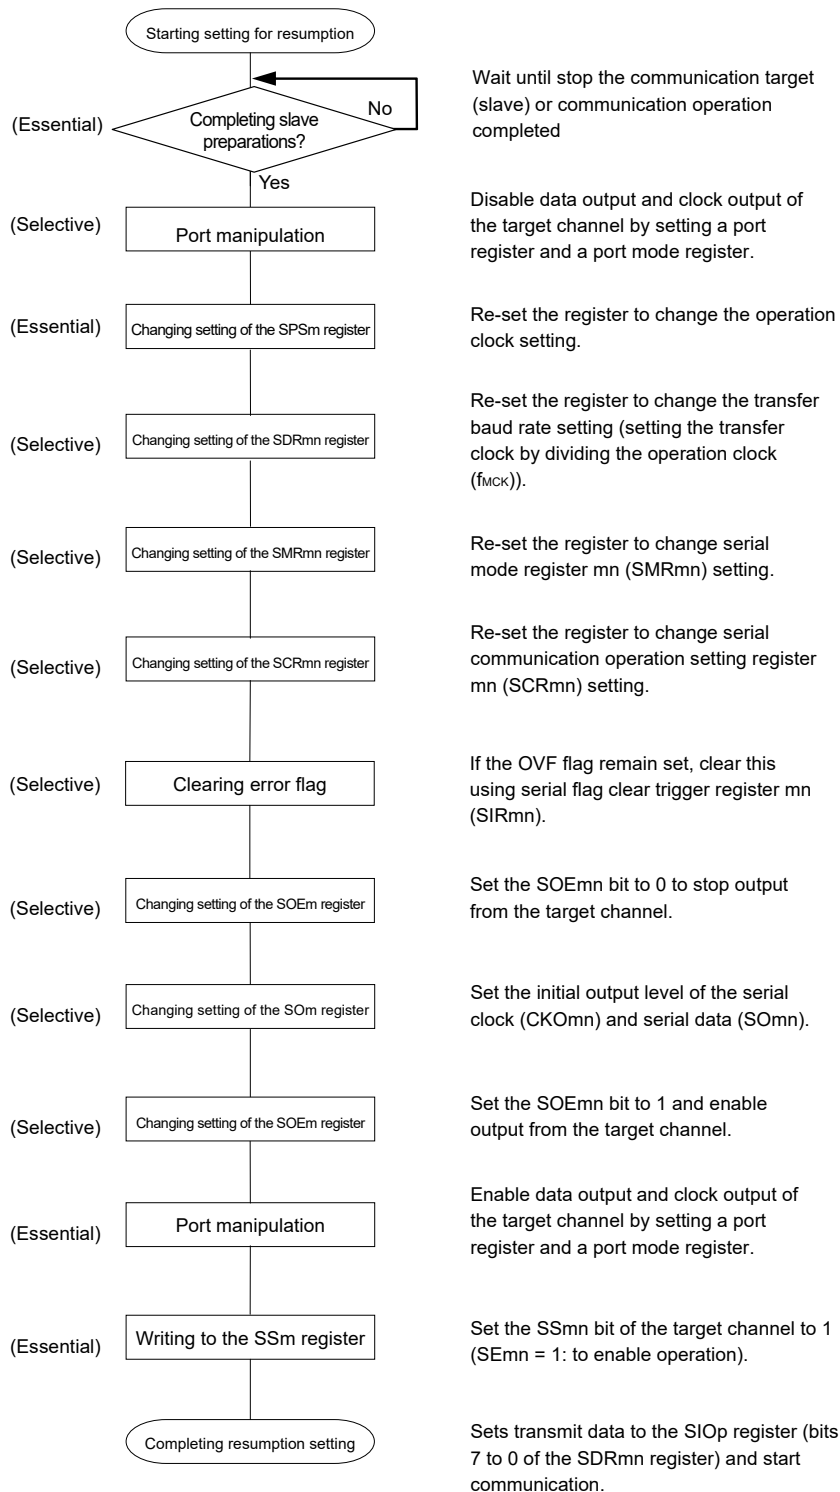 Starting setting for resumption
(Essential)
Completing slave
preparations?
No
Yes
Wait until stop the communication target
(slave) or communication operation
completed
(Selective)
Port manipulation
Disable data output and clock output of
the target channel by setting a port
register and a port mode register.
(Essential)
Changing setting of the SPSm register
Re-set the register to change the operation
clock setting.
(Selective)
Changing setting of the SDRmn register
Re-set the register to change the transfer
baud rate setting (setting the transfer
clock by dividing the operation clock
(fMCK)).
(Selective)
Changing setting of the SMRmn register
Re-set the register to change serial
mode register mn (SMRmn) setting.
(Selective)
Changing setting of the SCRmn register
Re-set the register to change serial
communication operation setting register
mn (SCRmn) setting.
(Selective)
Clearing error flag
If the OVF flag remain set, clear this
using serial flag clear trigger register mn
(SIRmn).
(Selective)
Changing setting of the SOEm register
Set the SOEmn bit to 0 to stop output
from the target channel.
(Selective)
Changing setting of the SOm register
Set the initial output level of the serial
clock (CKOmn) and serial data (SOmn).
(Selective)
Changing setting of the SOEm register
Set the SOEmn bit to 1 and enable
output from the target channel.
(Essential)
Port manipulation
Enable data output and clock output of
the target channel by setting a port
register and a port mode register.
(Essential)
Writing to the SSm register
Set the SSmn bit of the target channel to 1
(SEmn = 1: to enable operation).
Completing resumption setting
Sets transmit data to the SIOp register (bits
7 to 0 of the SDRmn register) and start
communication.